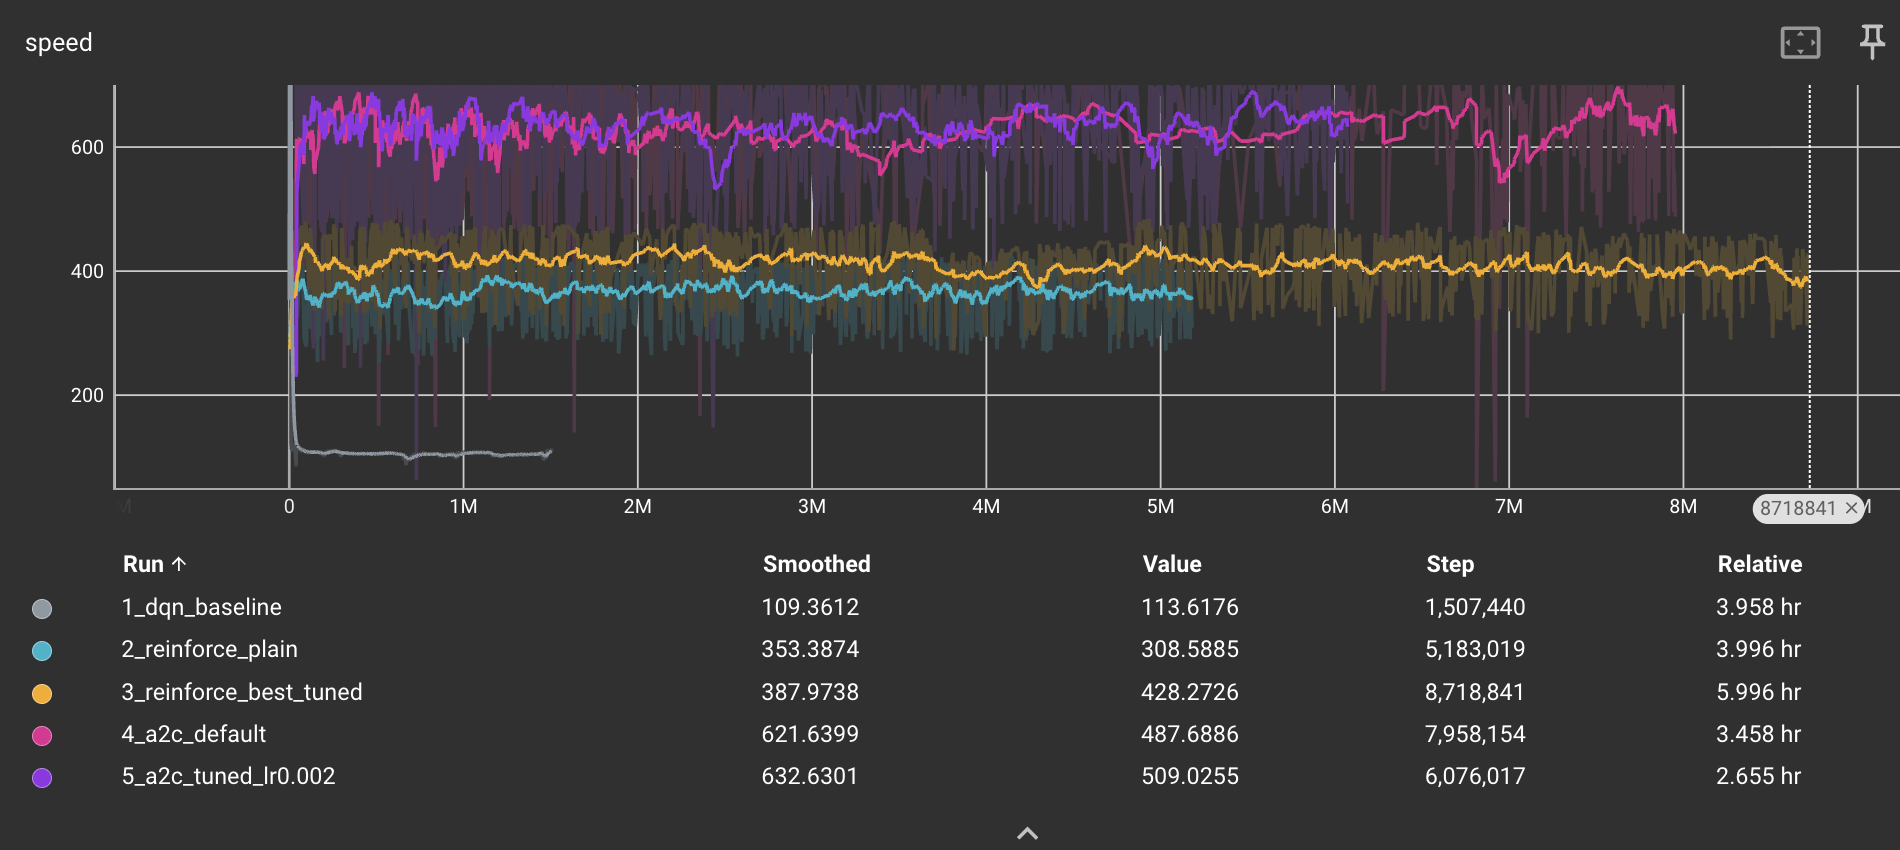 speed
600
400
200
0 1M 2M 3M 4M 5M 6M 7M 8M 8718841 ×
Run ↑ Smoothed Value Step Relative
1_dqn_baseline 109.3612 113.6176 1,507,440 3.958 hr
2_reinforce_plain 353.3874 308.5885 5,183,019 3.996 hr
3_reinforce_best_tuned 387.9738 428.2726 8,718,841 5.996 hr
4_a2c_default 621.6399 487.6886 7,958,154 3.458 hr
5_a2c_tuned_lr0.002 632.6301 509.0255 6,076,017 2.655 hr